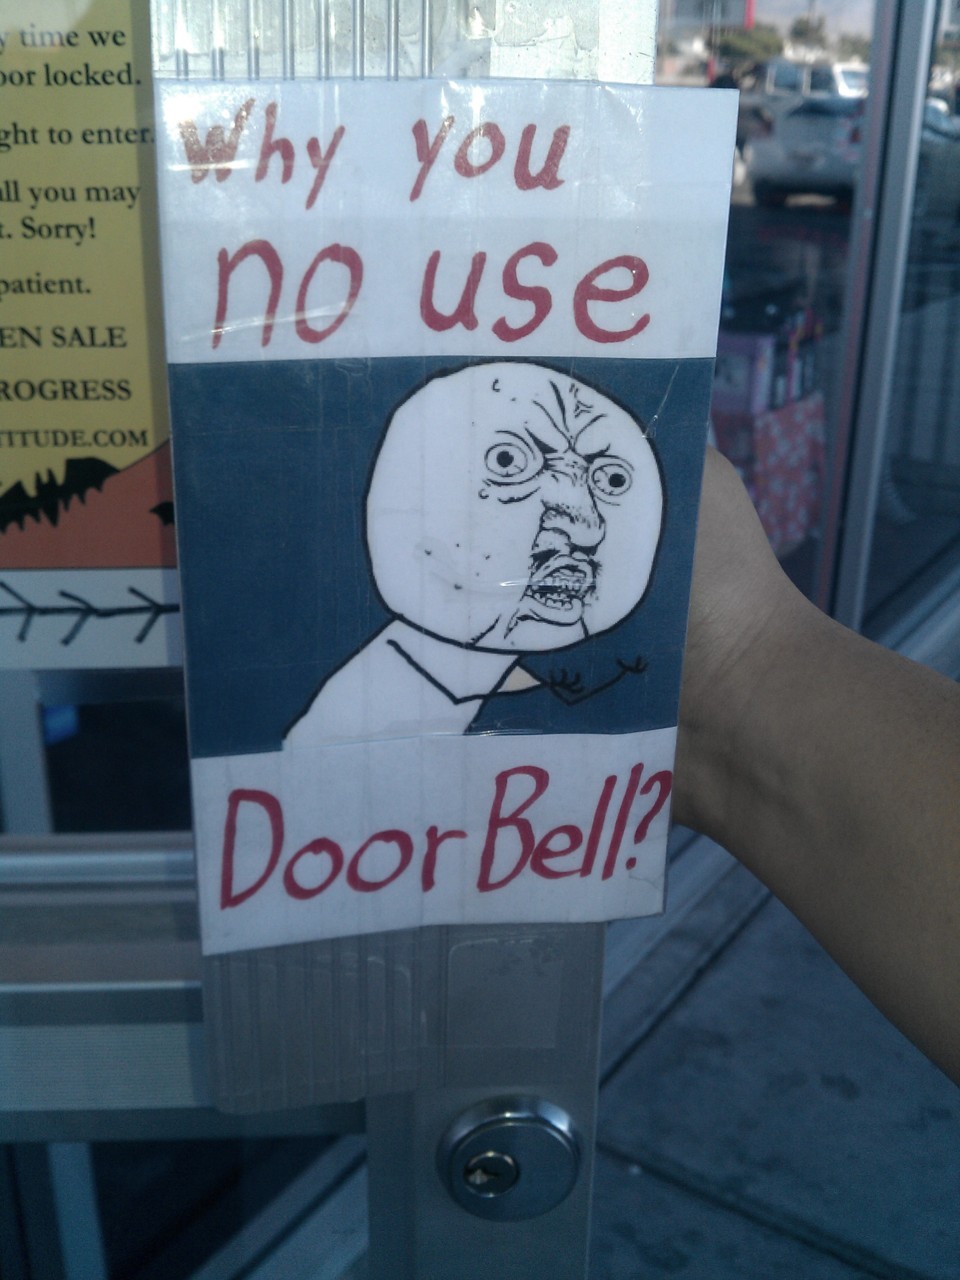 time we
oor locked.
ght to enter.
all you may
t. Sorry!
patient.
EN SALE
ROGRESS
TITUDE.COM
Why you
no use
Door Bell?